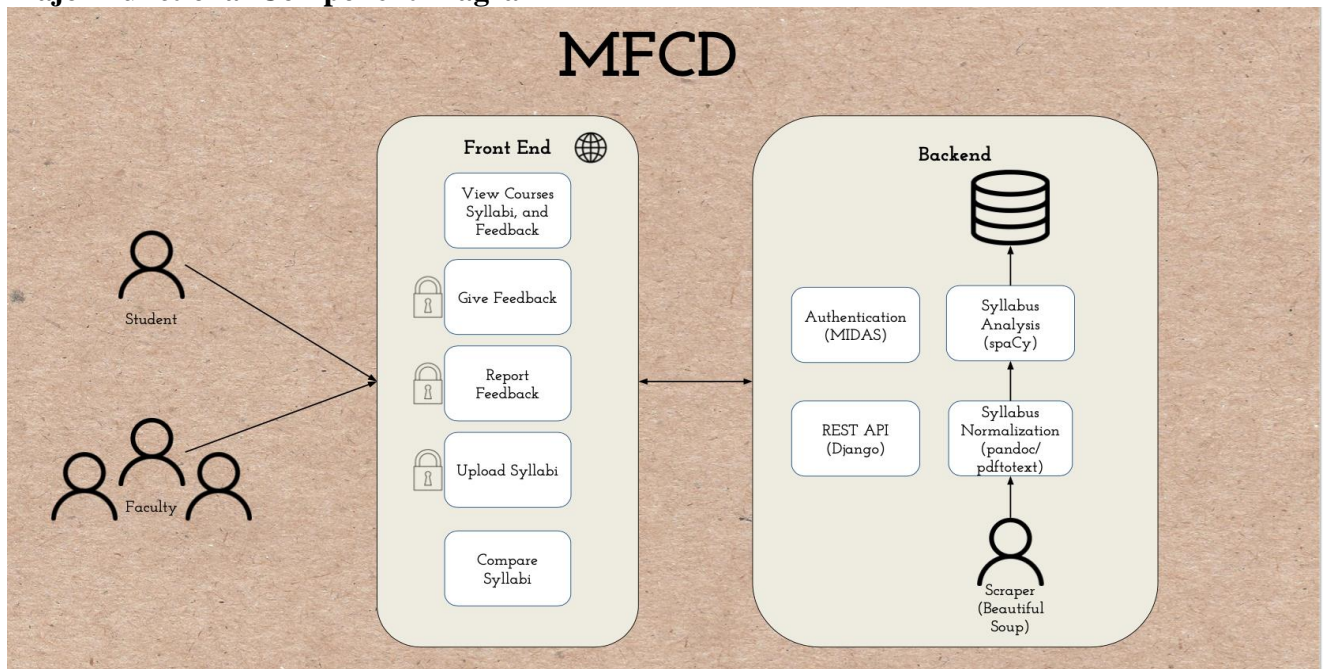 MFCD
Front End
View Courses
Syllabi, and
Feedback
Give Feedback
Report
Feedback
Upload Syllabi
Compare
Syllabi
Student
Faculty
Backend
Authentication
(MIDAS)
Syllabus
Analysis
(spaCy)
REST API
(Django)
Syllabus
Normalization
(pandoc/
pdftotext)
Scraper
(Beautiful
Soup)